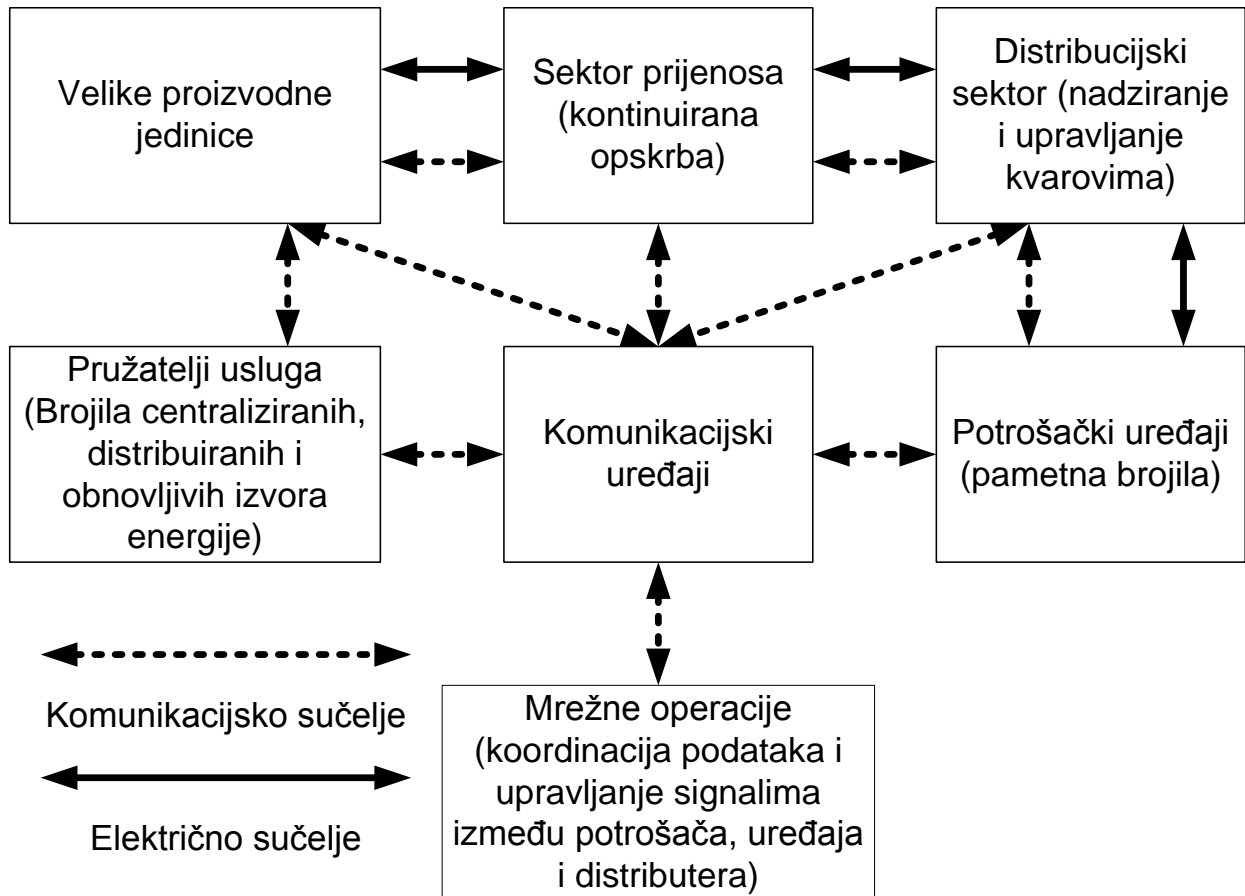 Velike proizvodne
jedinice
Sektor prijenosa
(kontinuirana
opskrba)
Distribucijski
sektor (nadziranje
i upravljanje
kvarovima)
Pružatelji usluga
(Brojila centraliziranih,
distribuiranih i
obnovljivih izvora
energije)
Komunikacijski
uređaji
Potrošački uređaji
(pametna brojila)
Komunikacijsko sučelje
Električno sučelje
Mrežne operacije
(koordinacija podataka i
upravljanje signalima
između potrošača, uređaja
i distributera)